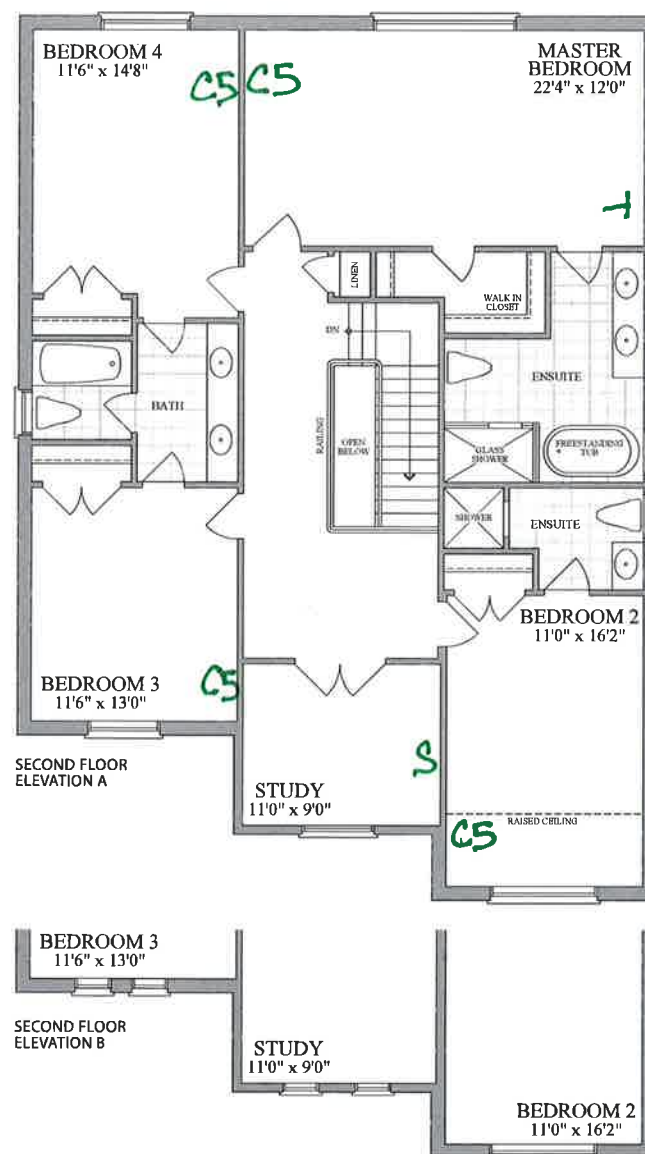 BEDROOM 4
11'6" x 14'8"
C5
C5
MASTER
BEDROOM
22'4" x 12'0"
T
LINEN
WALK IN
CLOSET
DN
ENSUITE
BATH
RAILING
OPEN
BELOW
GLASS
SHOWER
FREESTANDING
TUB
SHOWER
ENSUITE
BEDROOM 2
11'0" x 16'2"
BEDROOM 3
11'6" x 13'0"
C5
SECOND FLOOR
ELEVATION A
STUDY
11'0" x 9'0"
S
C5
RAISED CEILING
BEDROOM 3
11'6" x 13'0"
SECOND FLOOR
ELEVATION B
STUDY
11'0" x 9'0"
BEDROOM 2
11'0" x 16'2"